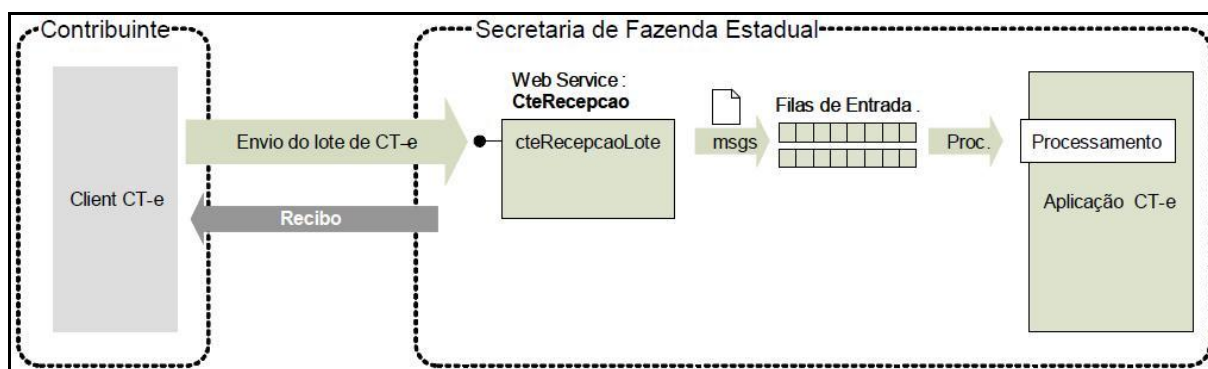 Contribuinte
Secretaria de Fazenda Estadual
Web Service :
CteRecepcao
Filas de Entrada .
Envio do lote de CT-e
cteRecepcaoLote
msgs
Proc.
Processamento
Client CT-e
Aplicação CT-e
Recibo